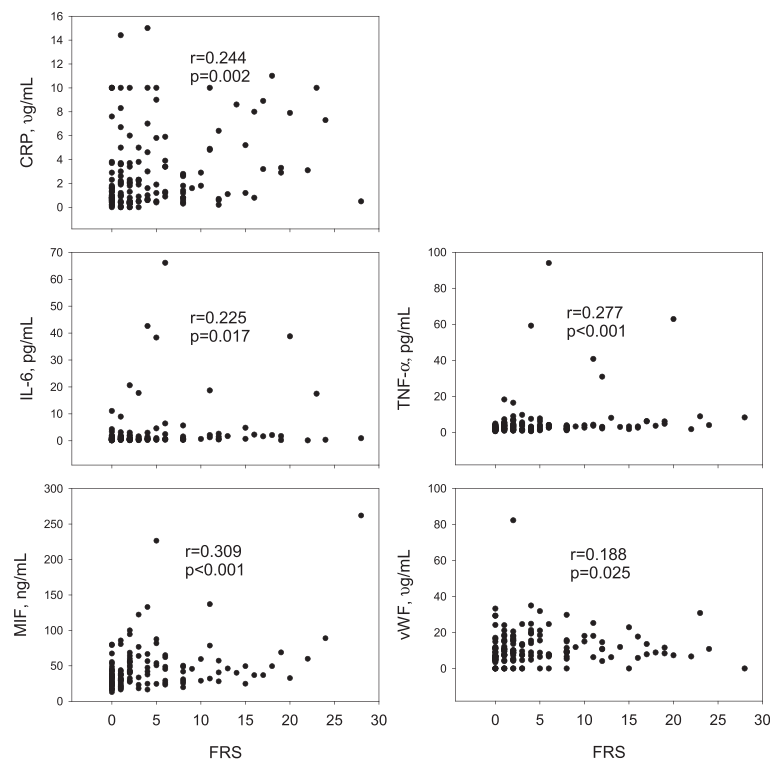 16
14
12
10
8
6
4
2
0
CRP, υg/mL
r=0.244
p=0.002
70
60
50
40
30
20
10
0
IL-6, pg/mL
r=0.225
p=0.017
100
80
60
40
20
0
TNF-α, pg/mL
r=0.277
p<0.001
300
250
200
150
100
50
0
MIF, ng/mL
r=0.309
p<0.001
0 5 10 15 20 25 30
FRS
100
80
60
40
20
0
vWF, υg/mL
r=0.188
p=0.025
0 5 10 15 20 25 30
FRS